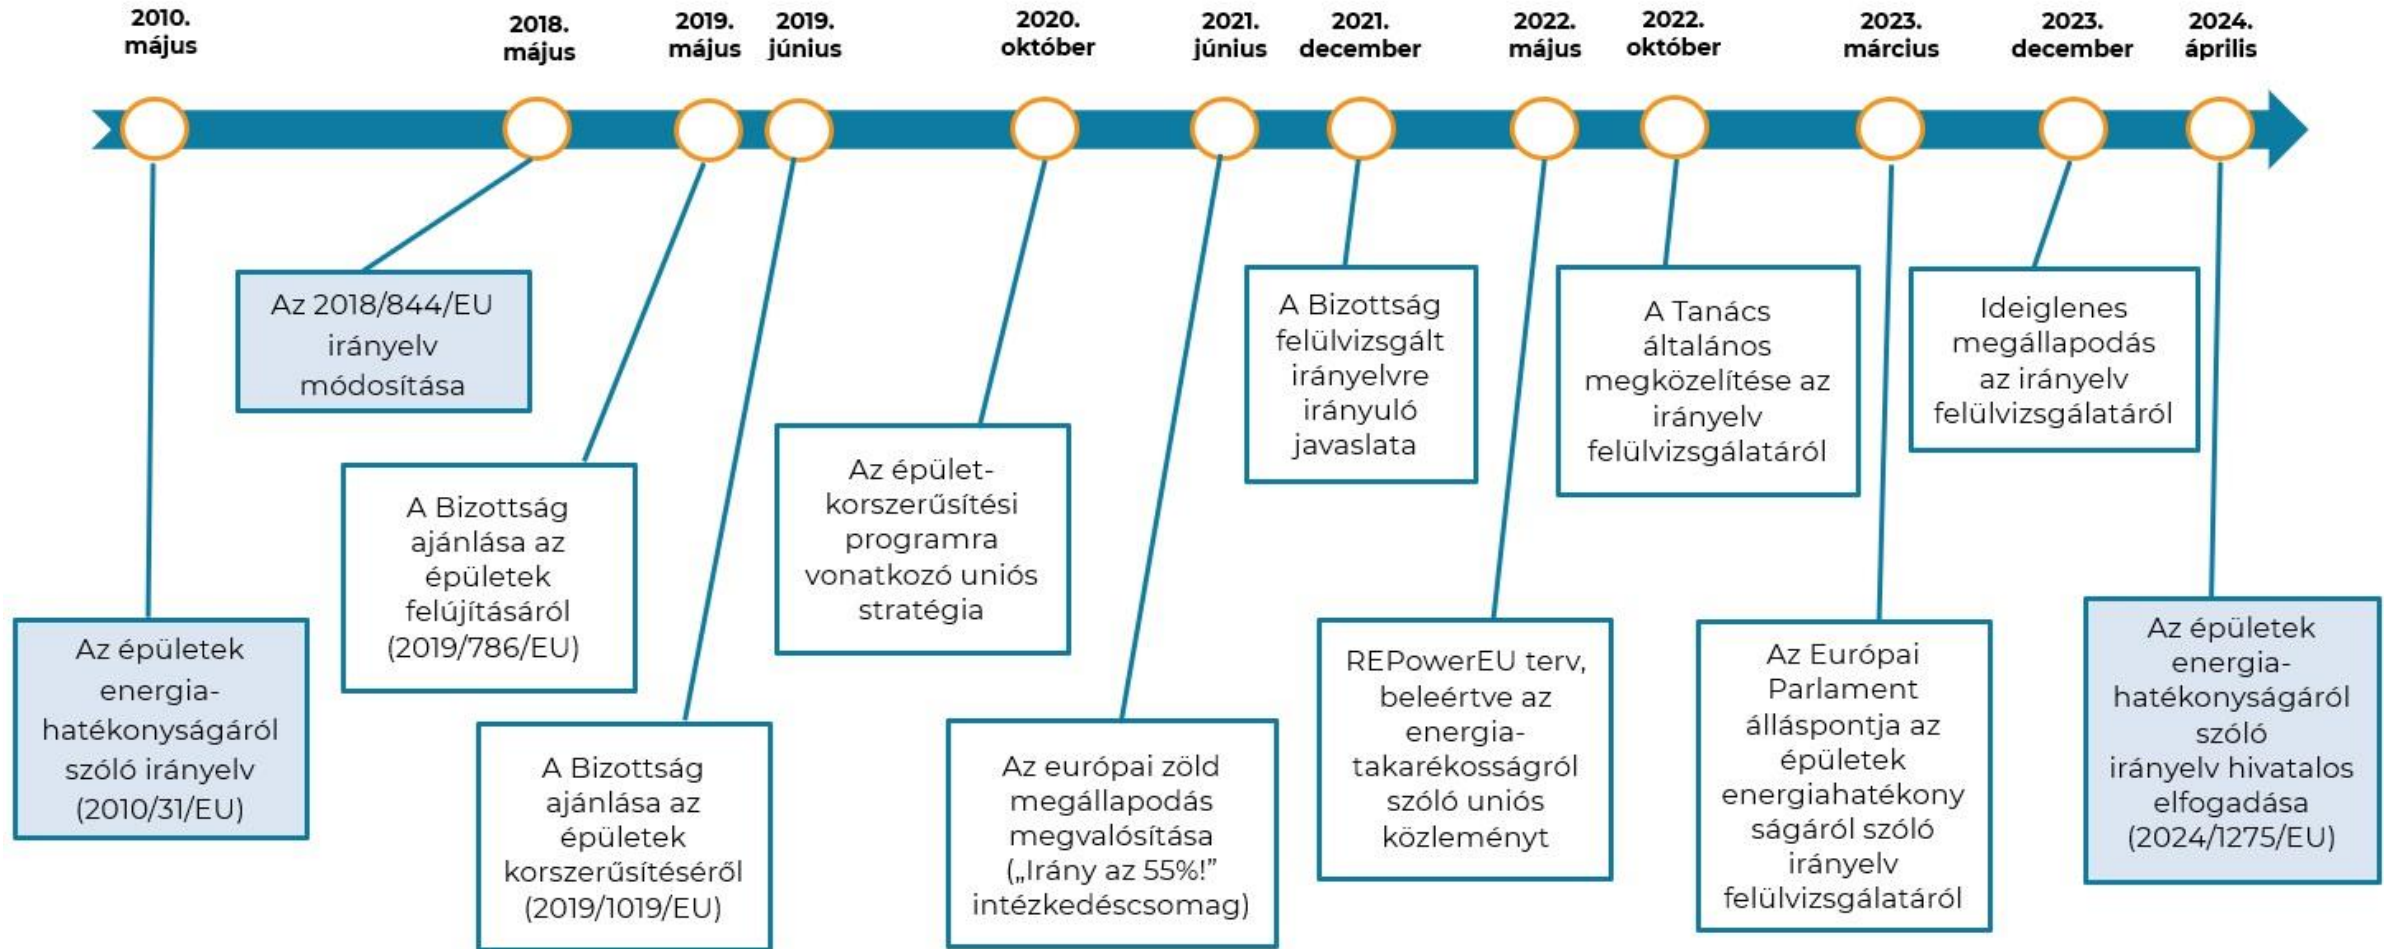 2010.
május
2018.
május
2019.
május
2019.
június
2020.
október
2021.
június
2021.
december
2022.
május
2022.
október
2023.
március
2023.
december
2024.
április
Az épületek
energia-
hatékonyságáról
szóló irányelv
(2010/31/EU)
Az 2018/844/EU
irányelv
módosítása
A Bizottság
ajánlása az
épületek
felújításáról
(2019/786/EU)
A Bizottság
ajánlása az
épületek
korszerűsítéséről
(2019/1019/EU)
Az épület-
korszerűsítési
programra
vonatkozó uniós
stratégia
Az európai zöld
megállapodás
megvalósítása
(„Irány az 55%!”
intézkedéscsomag)
A Bizottság
felülvizsgált
irányelvre
irányuló
javaslata
REPowerEU terv,
beleértve az
energia-
takarékosságról
szóló uniós
közleményt
A Tanács
általános
megközelítése az
irányelv
felülvizsgálatáról
Az Európai
Parlament
álláspontja az
épületek
energiahatékony
ságáról szóló
irányelv
felülvizsgálatáról
Ideiglenes
megállapodás
az irányelv
felülvizsgálatáról
Az épületek
energia-
hatékonyságáról
szóló
irányelv hivatalos
elfogadása
(2024/1275/EU)